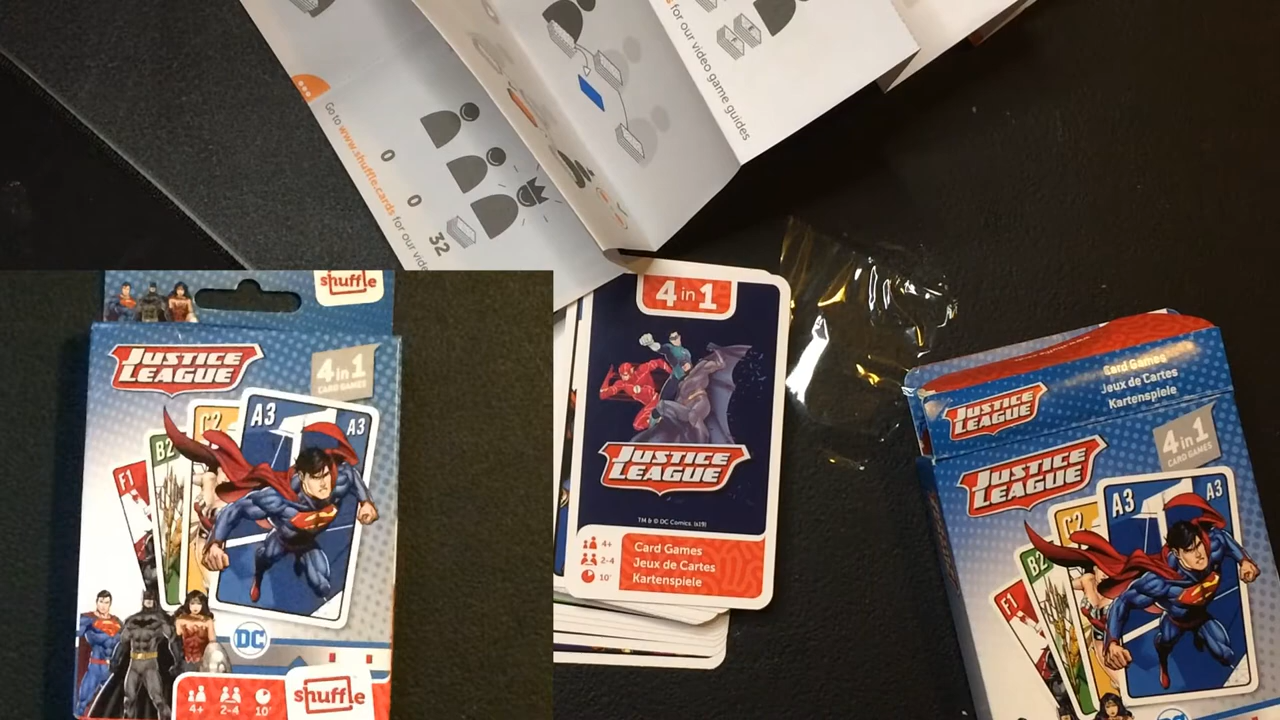 for our video game guides
Go to www.shuffle.cards for our vide
0
0
32
shuffle
JUSTICE
LEAGUE
4 in 1
CARD GAMES
A3
A3
C2
B2
F1
DC
4+
2-4
10'
shuffle
4 in 1
JUSTICE
LEAGUE
TM & © DC Comics. (s19)
4+
2-4
10'
Card Games
Jeux de Cartes
Kartenspiele
JUSTICE
LEAGUE
Card Games
Jeux de Cartes
Kartenspiele
JUSTICE
LEAGUE
4 in 1
CARD GAMES
A3
A3
C2
B2
F1
DC